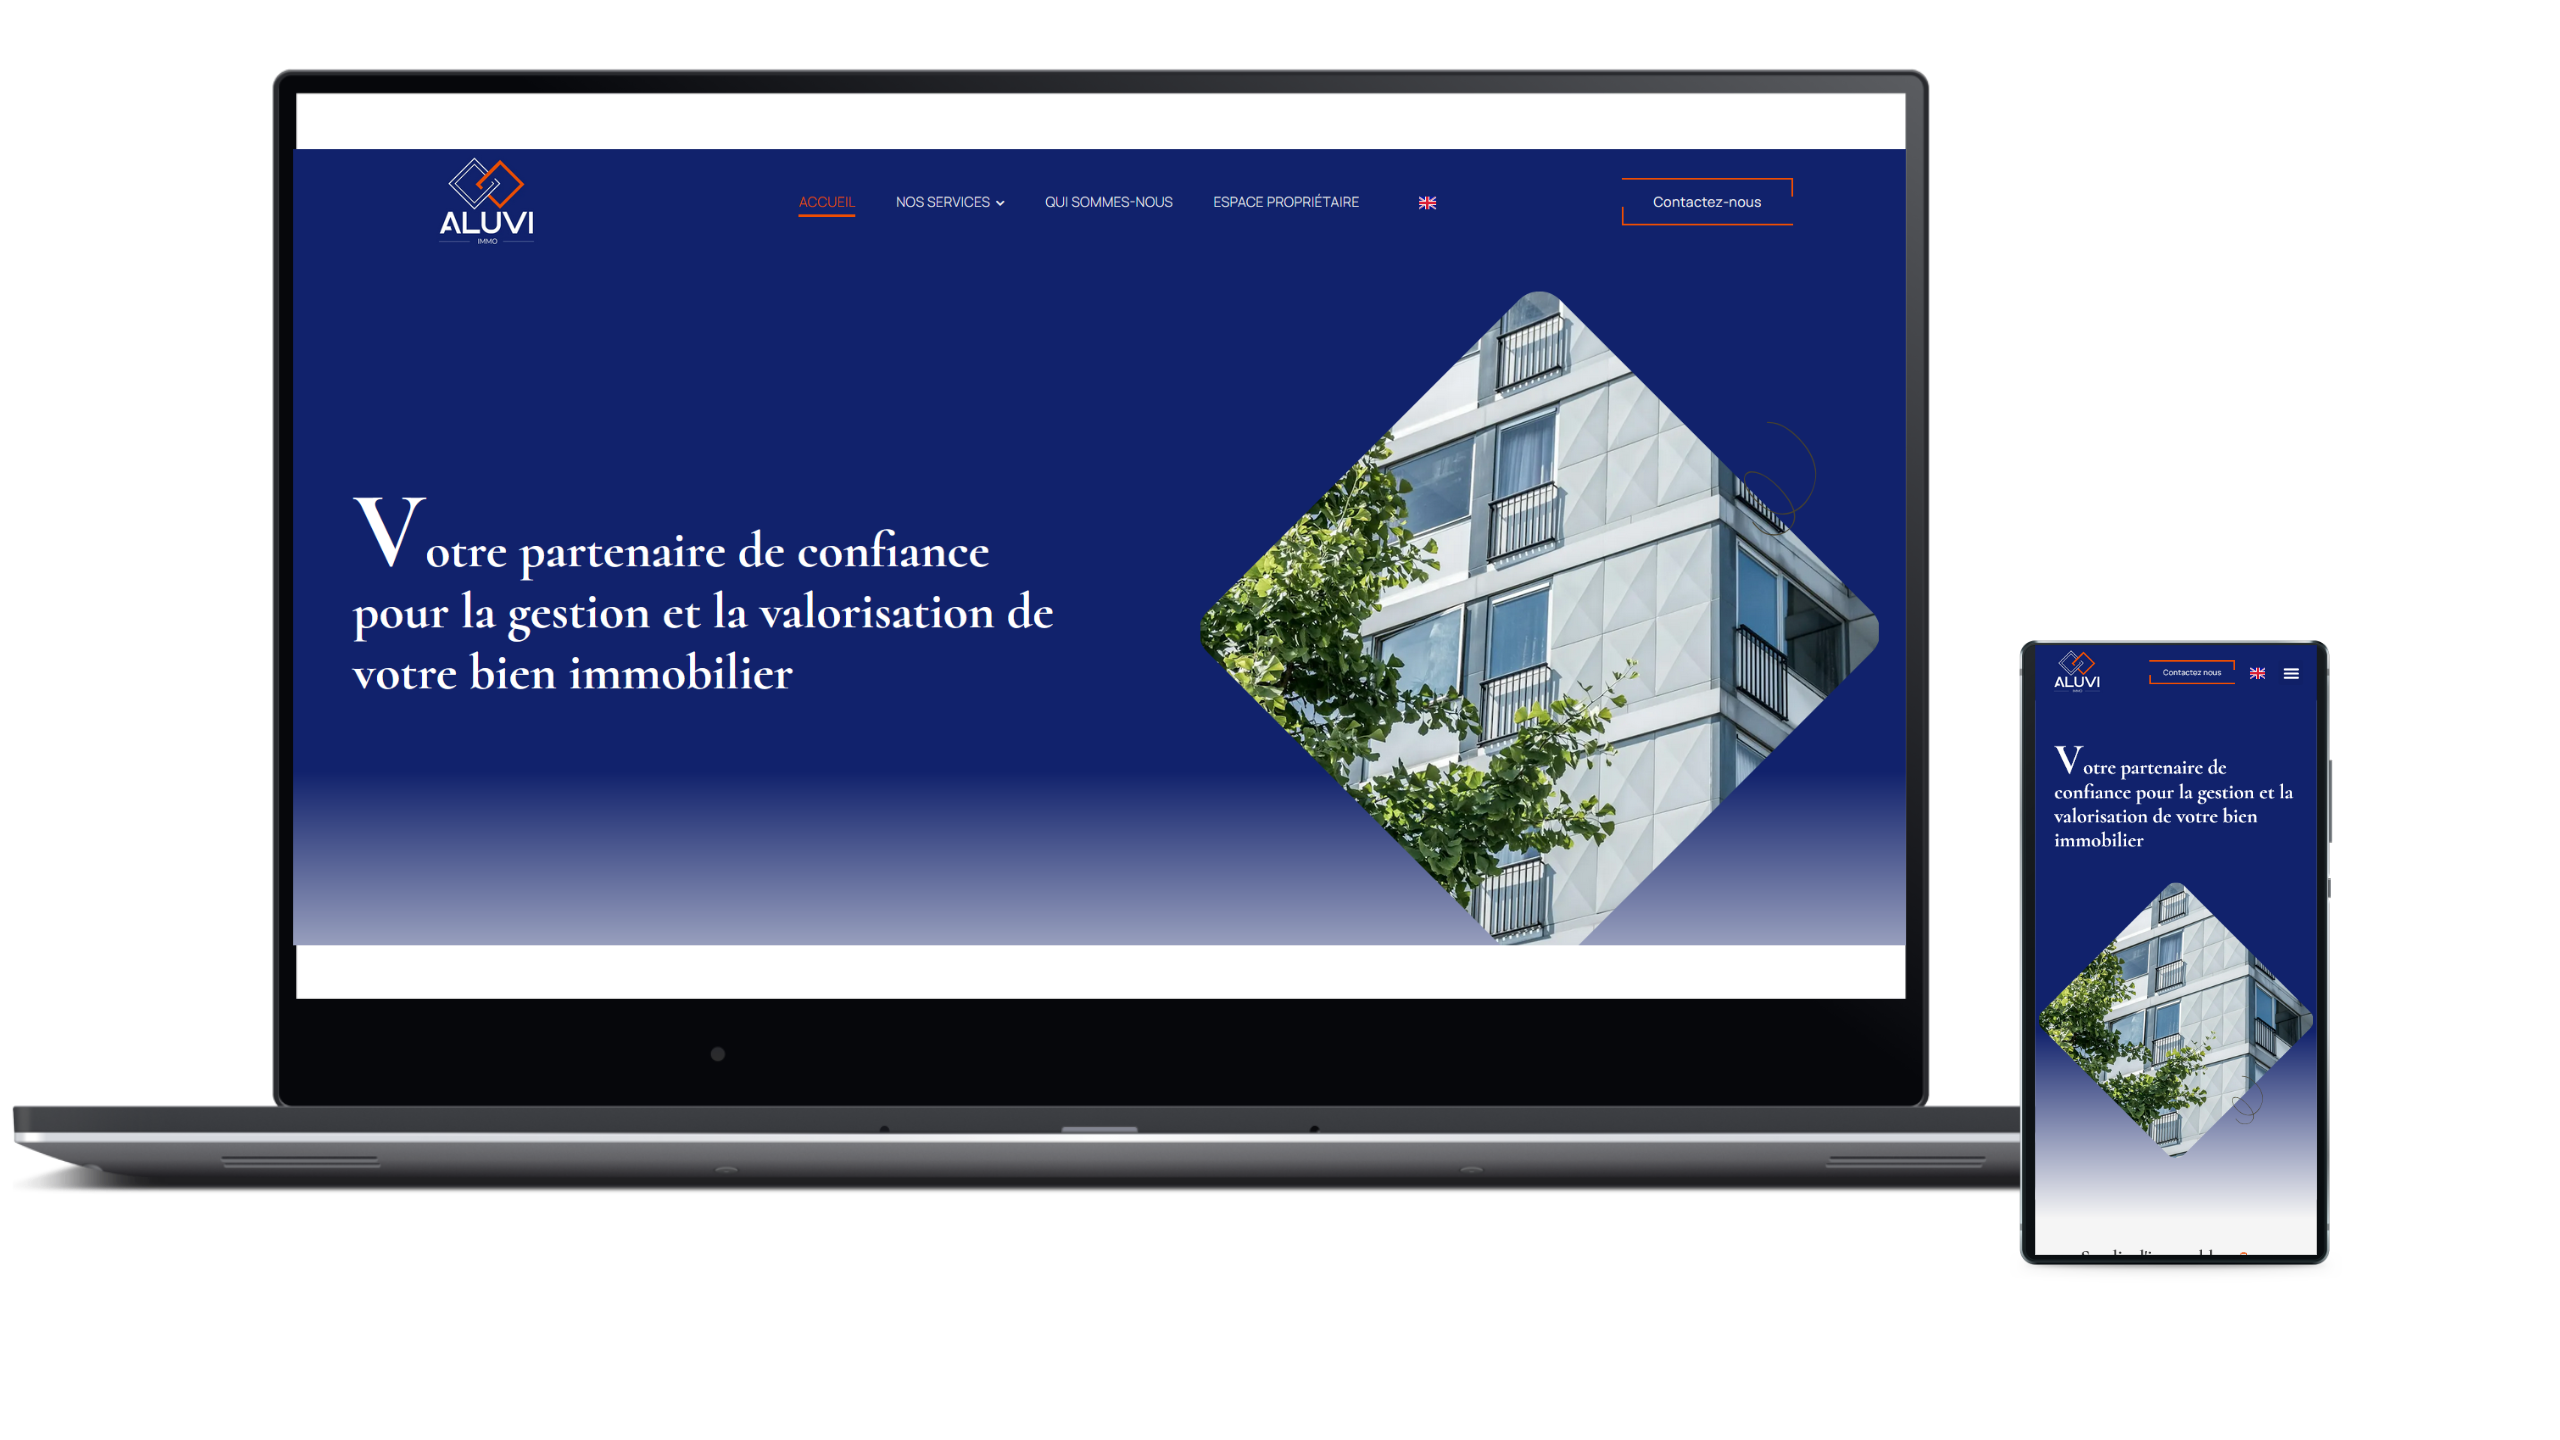 ALUVI
IMMO
ACCUEIL
NOS SERVICES
QUI SOMMES-NOUS
ESPACE PROPRIÉTAIRE
Contactez-nous
Votre partenaire de confiance
pour la gestion et la valorisation de
votre bien immobilier
ALUVI
IMMO
Contactez nous
Votre partenaire de
confiance pour la gestion et la
valorisation de votre bien
immobilier